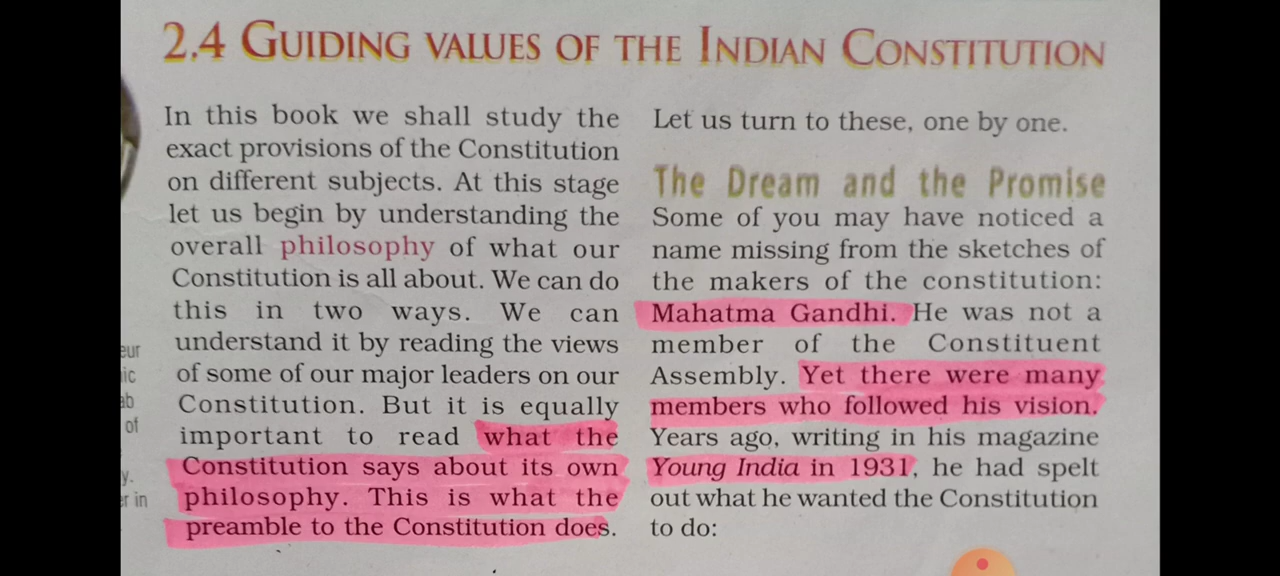 2.4 GUIDING VALUES OF THE INDIAN CONSTITUTION
In this book we shall study the
exact provisions of the Constitution
on different subjects. At this stage
let us begin by understanding the
overall philosophy of what our
Constitution is all about. We can do
this in two ways. We can
understand it by reading the views
of some of our major leaders on our
Constitution. But it is equally
important to read what the
Constitution says about its own
philosophy. This is what the
preamble to the Constitution does.
Let us turn to these, one by one.
The Dream and the Promise
Some of you may have noticed a
name missing from the sketches of
the makers of the constitution:
Mahatma Gandhi. He was not a
member of the Constituent
Assembly. Yet there were many
members who followed his vision.
Years ago, writing in his magazine
Young India in 1931, he had spelt
out what he wanted the Constitution
to do:
of
in